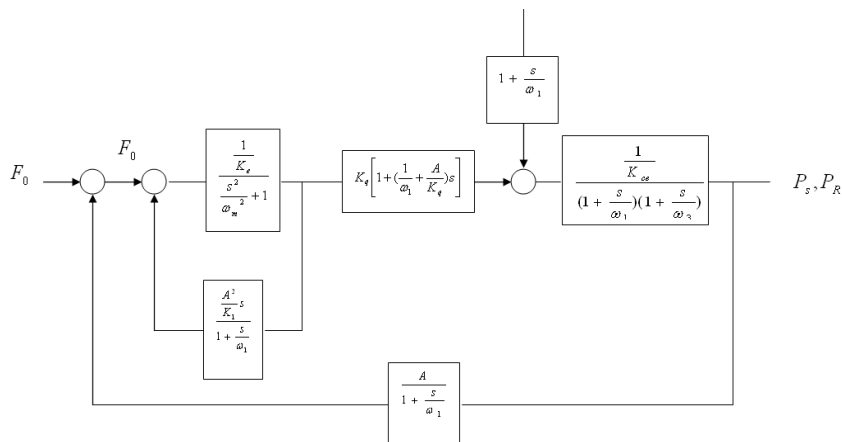 1 + s/ω₁
F₀
F₀
(1/Kₑ)/(s²/ωₘ² + 1)
K_q[1+(1/ω₁+A/K_q)s]
(1/K_ce)/((1 + s/ω₁)(1 + s/ω₃))
Pₛ, P_R
(A²/K₁ s)/(1 + s/ω₁)
A/(1 + s/ω₁)